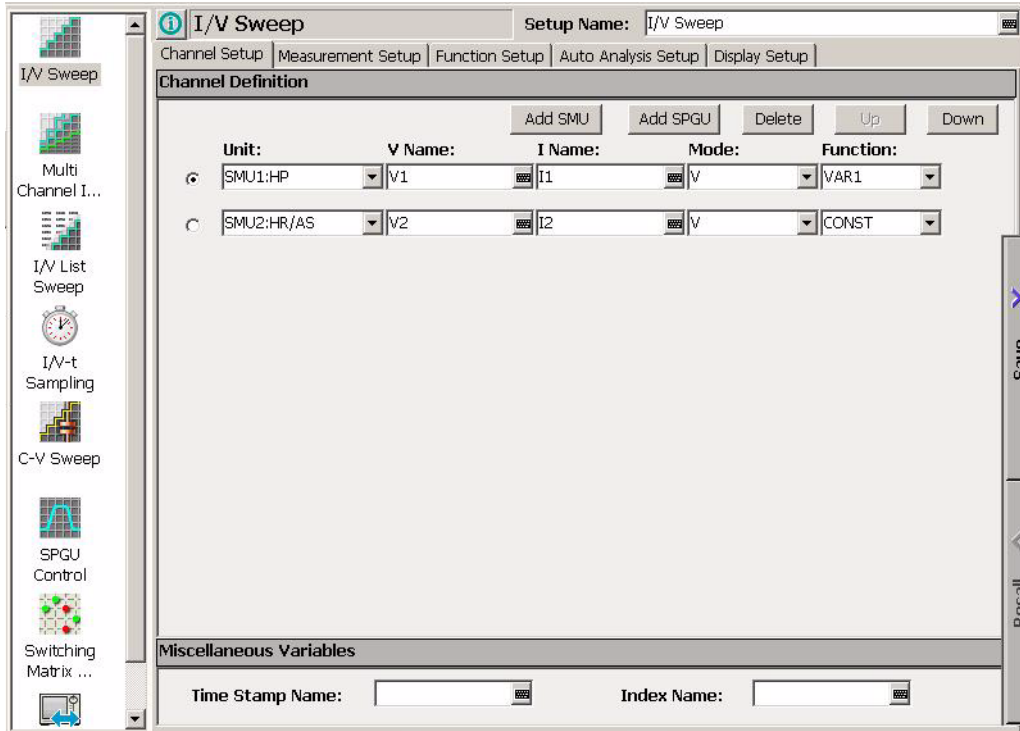 I/V Sweep
Multi
Channel I...
I/V List
Sweep
I/V-t
Sampling
C-V Sweep
SPGU
Control
Switching
Matrix ...
I/V Sweep
Setup Name: I/V Sweep
Channel Setup Measurement Setup Function Setup Auto Analysis Setup Display Setup
Channel Definition
Add SMU Add SPGU Delete Up Down
Unit: V Name: I Name: Mode: Function:
SMU1:HP V1 I1 V VAR1
SMU2:HR/AS V2 I2 V CONST
Miscellaneous Variables
Time Stamp Name: Index Name: